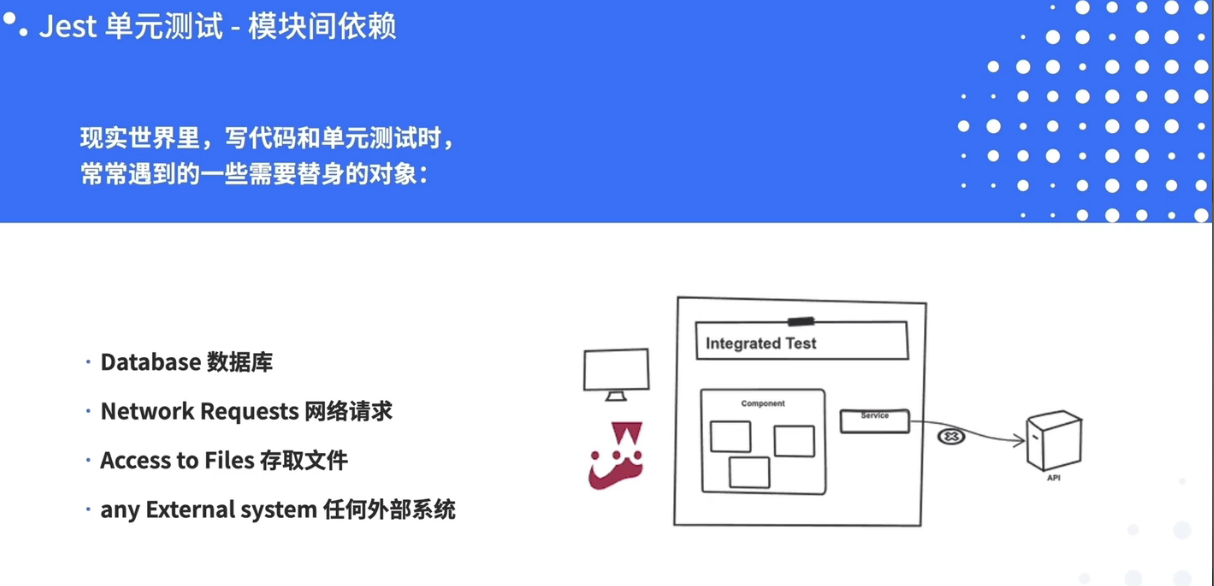 Jest 单元测试 - 模块间依赖
现实世界里，写代码和单元测试时，
常常遇到的一些需要替身的对象：
· Database 数据库
· Network Requests 网络请求
· Access to Files 存取文件
· any External system 任何外部系统
Integrated Test
Component
Service
API